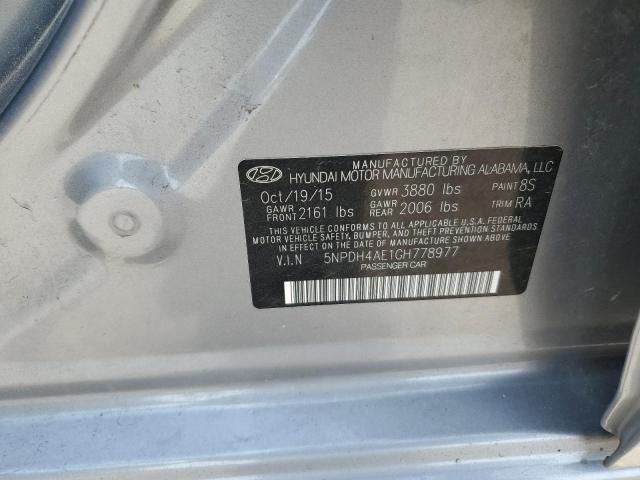 MANUFACTURED BY
HYUNDAI MOTOR MANUFACTURING ALABAMA, LLC
Oct/19/15 GVWR 3880 lbs PAINT 8S
GAWR FRONT 2161 lbs GAWR REAR 2006 lbs TRIM RA
THIS VEHICLE CONFORMS TO ALL APPLICABLE U.S.A. FEDERAL
MOTOR VEHICLE SAFETY, BUMPER, AND THEFT PREVENTION
STANDARDS IN EFFECT ON THE DATE OF MANUFACTURE SHOWN ABOVE.
V.I.N 5NPDH4AE1GH778977
PASSENGER CAR